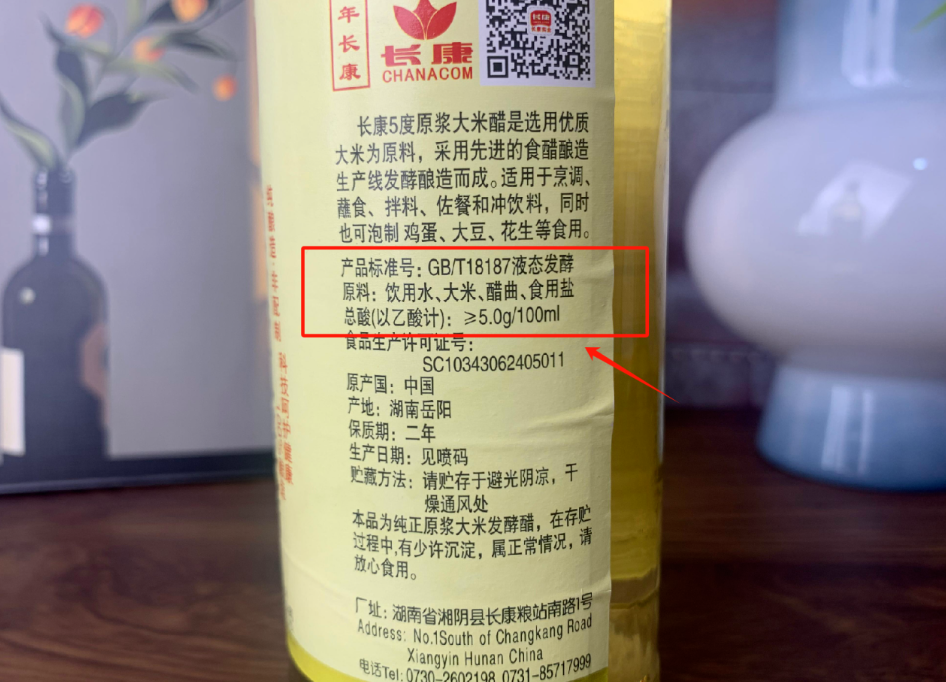 年长康
长康
CHANACOM
长康5度原浆大米醋是选用优质
大米为原料，采用先进的食醋酿造
生产线发酵酿造而成。适用于烹调、
蘸食、拌料、佐餐和冲饮料，同时
也可泡制 鸡蛋、大豆、花生等食用。
产品标准号：GB/T18187液态发酵
原料：饮用水、大米、醋曲、食用盐
总酸(以乙酸计)：≥5.0g/100ml
食品生产许可证号：
SC10343062405011
原产国：中国
产地：湖南岳阳
保质期：二年
生产日期：见喷码
贮藏方法：请贮存于避光阴凉，干
燥通风处
本品为纯正原浆大米发酵醋，在存贮
过程中,有少许沉淀，属正常情况，请
放心食用。
厂址：湖南省湘阴县长康粮站南路1号
Address: No.1South of Changkang Road
Xiangyin Hunan China
电话Tel:0730-2602198 0731-85717999